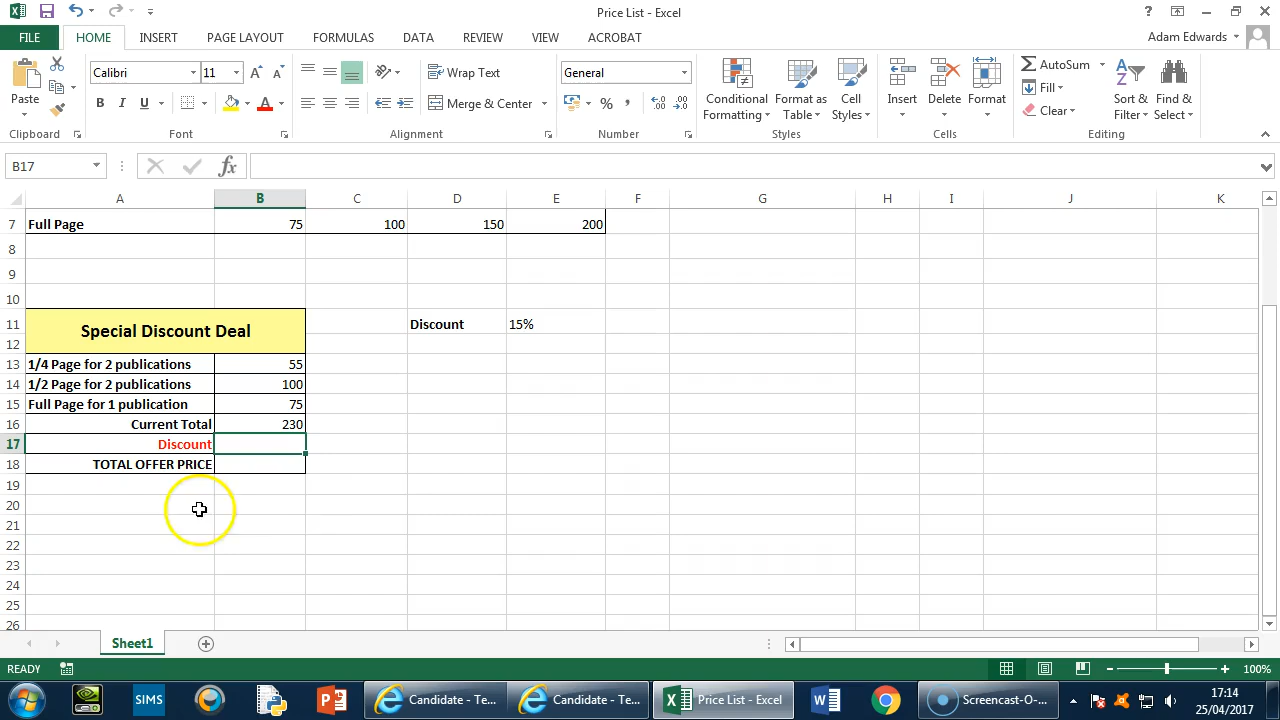 Price List - Excel
FILE HOME INSERT PAGE LAYOUT FORMULAS DATA REVIEW VIEW ACROBAT Adam Edwards
Calibri 11 Wrap Text General AutoSum
Paste B I U Merge & Center % Conditional Formatting Format as Table Cell Styles Insert Delete Format Fill Clear Sort & Filter Find & Select
Clipboard Font Alignment Number Styles Cells Editing
B17 fx
A B C D E F G H I J K
7 Full Page 75 100 150 200
8
9
10
11 Special Discount Deal Discount 15%
12
13 1/4 Page for 2 publications 55
14 1/2 Page for 2 publications 100
15 Full Page for 1 publication 75
16 Current Total 230
17 Discount
18 TOTAL OFFER PRICE
19
20
21
22
23
24
25
26
Sheet1
READY 100%
SIMS Candidate - Te... Candidate - Te... Price List - Excel Screencast-O-... 17:14
25/04/2017